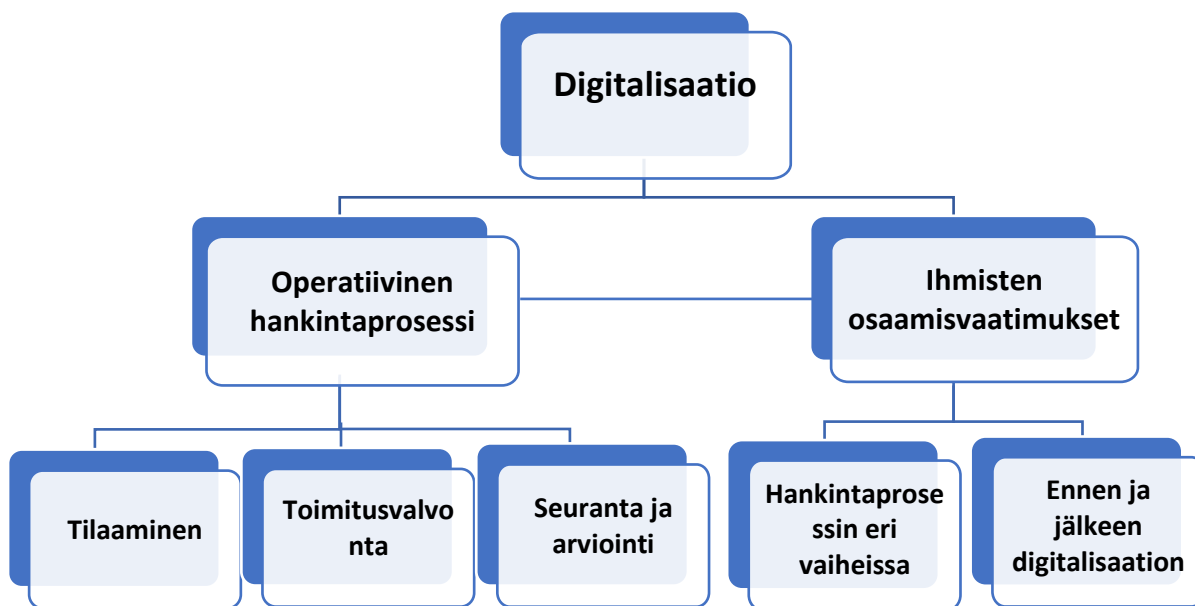 Digitalisaatio
Operatiivinen
hankintaprosessi
Ihmisten
osaamisvaatimukset
Tilaaminen
Toimitusvalvo
nta
Seuranta ja
arviointi
Hankintaprose
ssin eri
vaiheissa
Ennen ja
jälkeen
digitalisaation